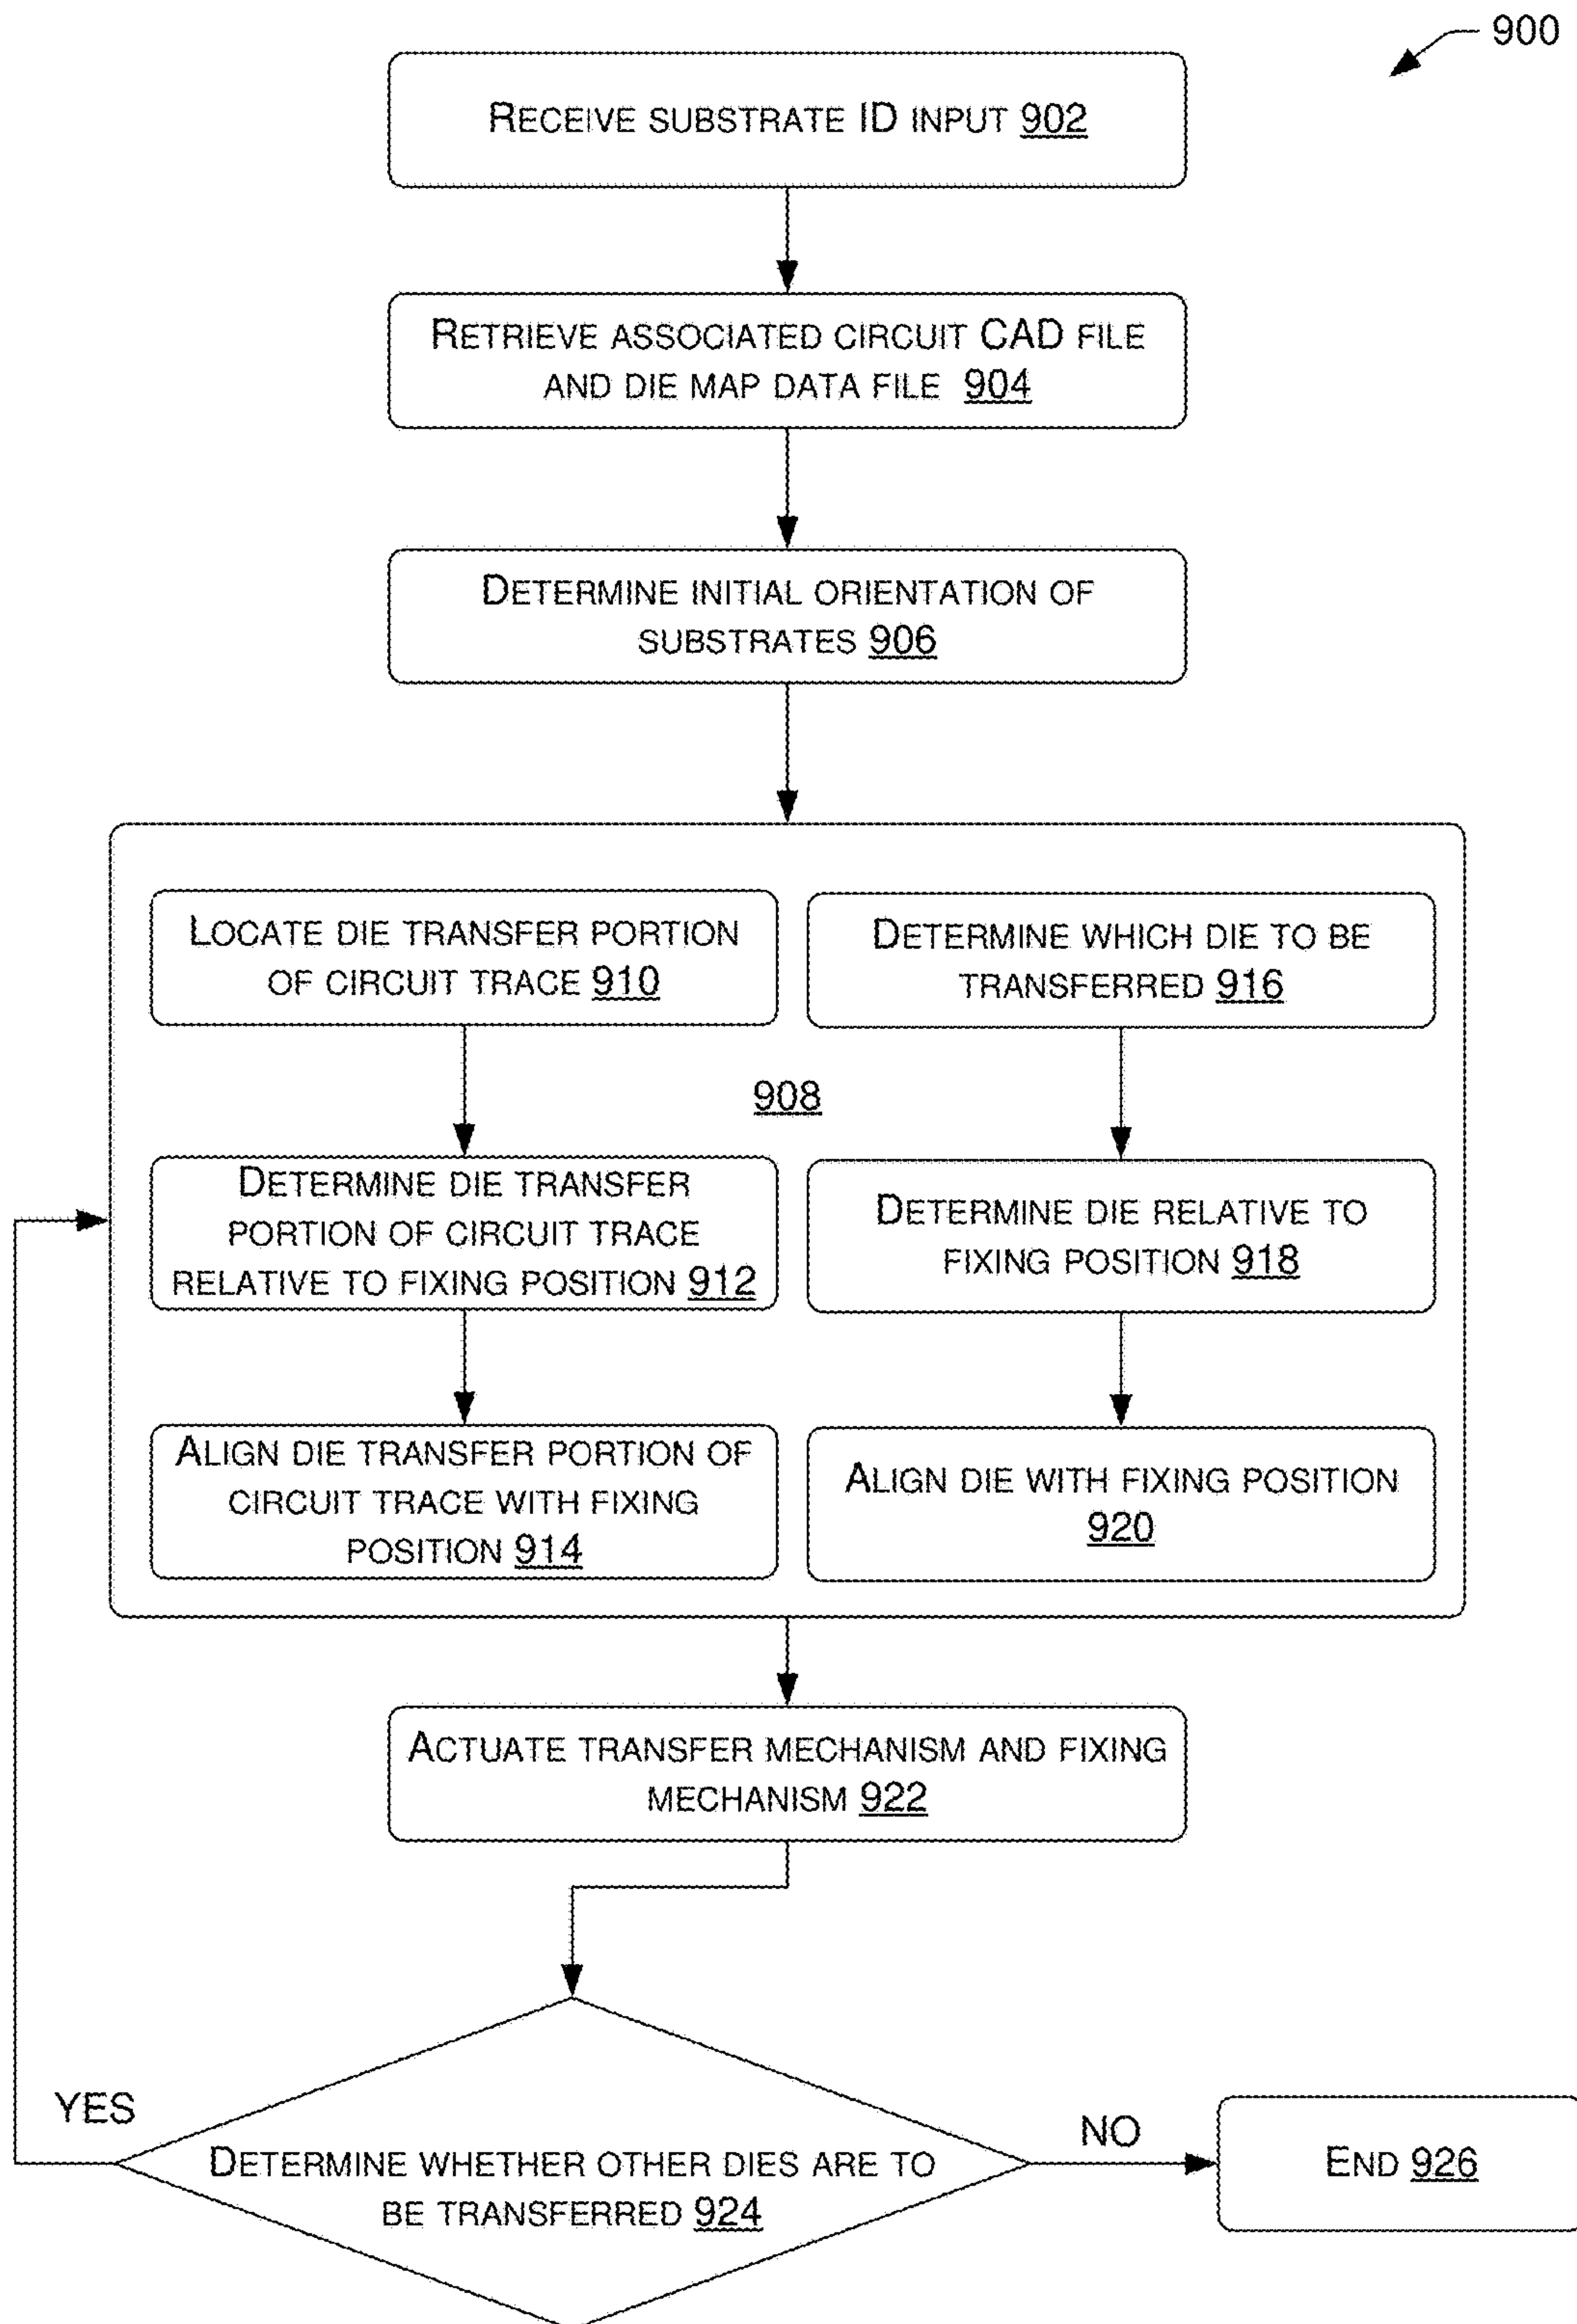 900
RECEIVE SUBSTRATE ID INPUT 902
RETRIEVE ASSOCIATED CIRCUIT CAD FILE
AND DIE MAP DATA FILE 904
DETERMINE INITIAL ORIENTATION OF
SUBSTRATES 906
908
LOCATE DIE TRANSFER PORTION
OF CIRCUIT TRACE 910
DETERMINE DIE TRANSFER
PORTION OF CIRCUIT TRACE
RELATIVE TO FIXING POSITION 912
ALIGN DIE TRANSFER PORTION OF
CIRCUIT TRACE WITH FIXING
POSITION 914
DETERMINE WHICH DIE TO BE
TRANSFERRED 916
DETERMINE DIE RELATIVE TO
FIXING POSITION 918
ALIGN DIE WITH FIXING POSITION
920
ACTUATE TRANSFER MECHANISM AND FIXING
MECHANISM 922
DETERMINE WHETHER OTHER DIES ARE TO
BE TRANSFERRED 924
YES
NO
END 926